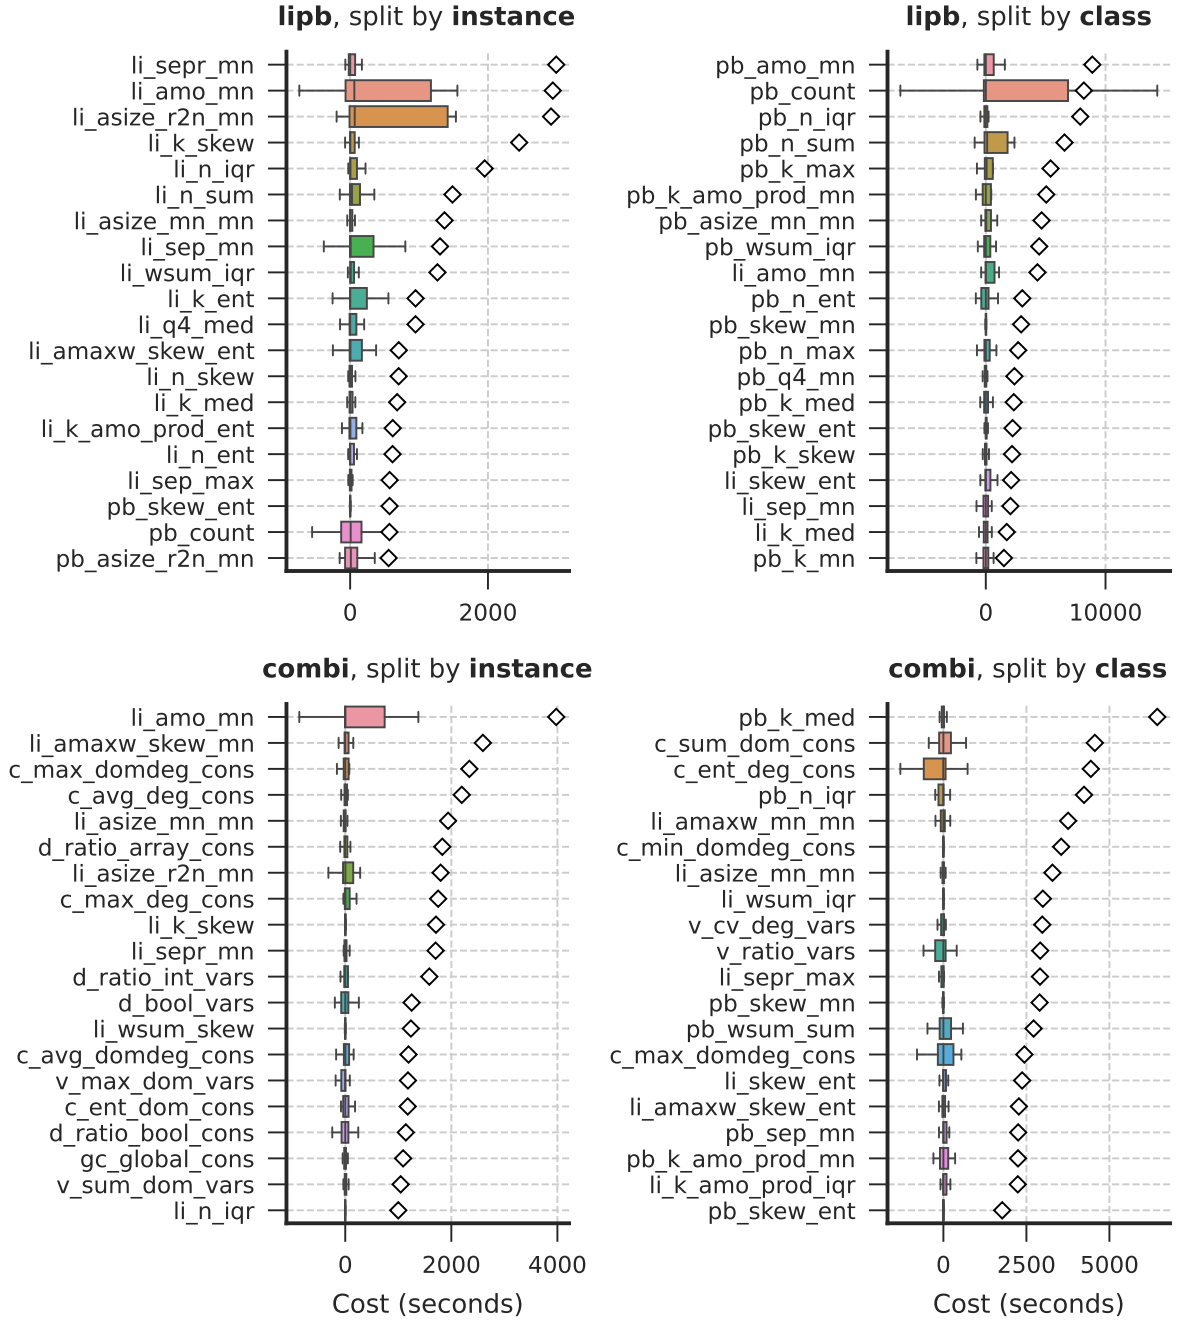 lipb, split by instance
li_sepr_mn
li_amo_mn
li_asize_r2n_mn
li_k_skew
li_n_iqr
li_n_sum
li_asize_mn_mn
li_sep_mn
li_wsum_iqr
li_k_ent
li_q4_med
li_amaxw_skew_ent
li_n_skew
li_k_med
li_k_amo_prod_ent
li_n_ent
li_sep_max
pb_skew_ent
pb_count
pb_asize_r2n_mn
0 2000
lipb, split by class
pb_amo_mn
pb_count
pb_n_iqr
pb_n_sum
pb_k_max
pb_k_amo_prod_mn
pb_asize_mn_mn
pb_wsum_iqr
li_amo_mn
pb_n_ent
pb_skew_mn
pb_n_max
pb_q4_mn
pb_k_med
pb_skew_ent
pb_k_skew
li_skew_ent
li_sep_mn
li_k_med
pb_k_mn
0 10000
combi, split by instance
li_amo_mn
li_amaxw_skew_mn
c_max_domdeg_cons
c_avg_deg_cons
li_asize_mn_mn
d_ratio_array_cons
li_asize_r2n_mn
c_max_deg_cons
li_k_skew
li_sepr_mn
d_ratio_int_vars
d_bool_vars
li_wsum_skew
c_avg_domdeg_cons
v_max_dom_vars
c_ent_dom_cons
d_ratio_bool_cons
gc_global_cons
v_sum_dom_vars
li_n_iqr
0 2000 4000
Cost (seconds)
combi, split by class
pb_k_med
c_sum_dom_cons
c_ent_deg_cons
pb_n_iqr
li_amaxw_mn_mn
c_min_domdeg_cons
li_asize_mn_mn
li_wsum_iqr
v_cv_deg_vars
v_ratio_vars
li_sepr_max
pb_skew_mn
pb_wsum_sum
c_max_domdeg_cons
li_skew_ent
li_amaxw_skew_ent
pb_sep_mn
pb_k_amo_prod_mn
li_k_amo_prod_iqr
pb_skew_ent
0 2500 5000
Cost (seconds)